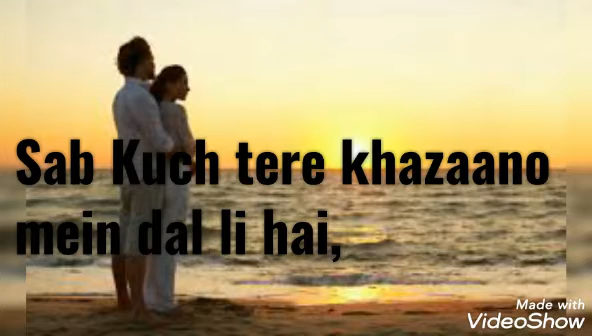 Sab Kuch tere khazaano
mein dal li hai,
Made with
VideoShow